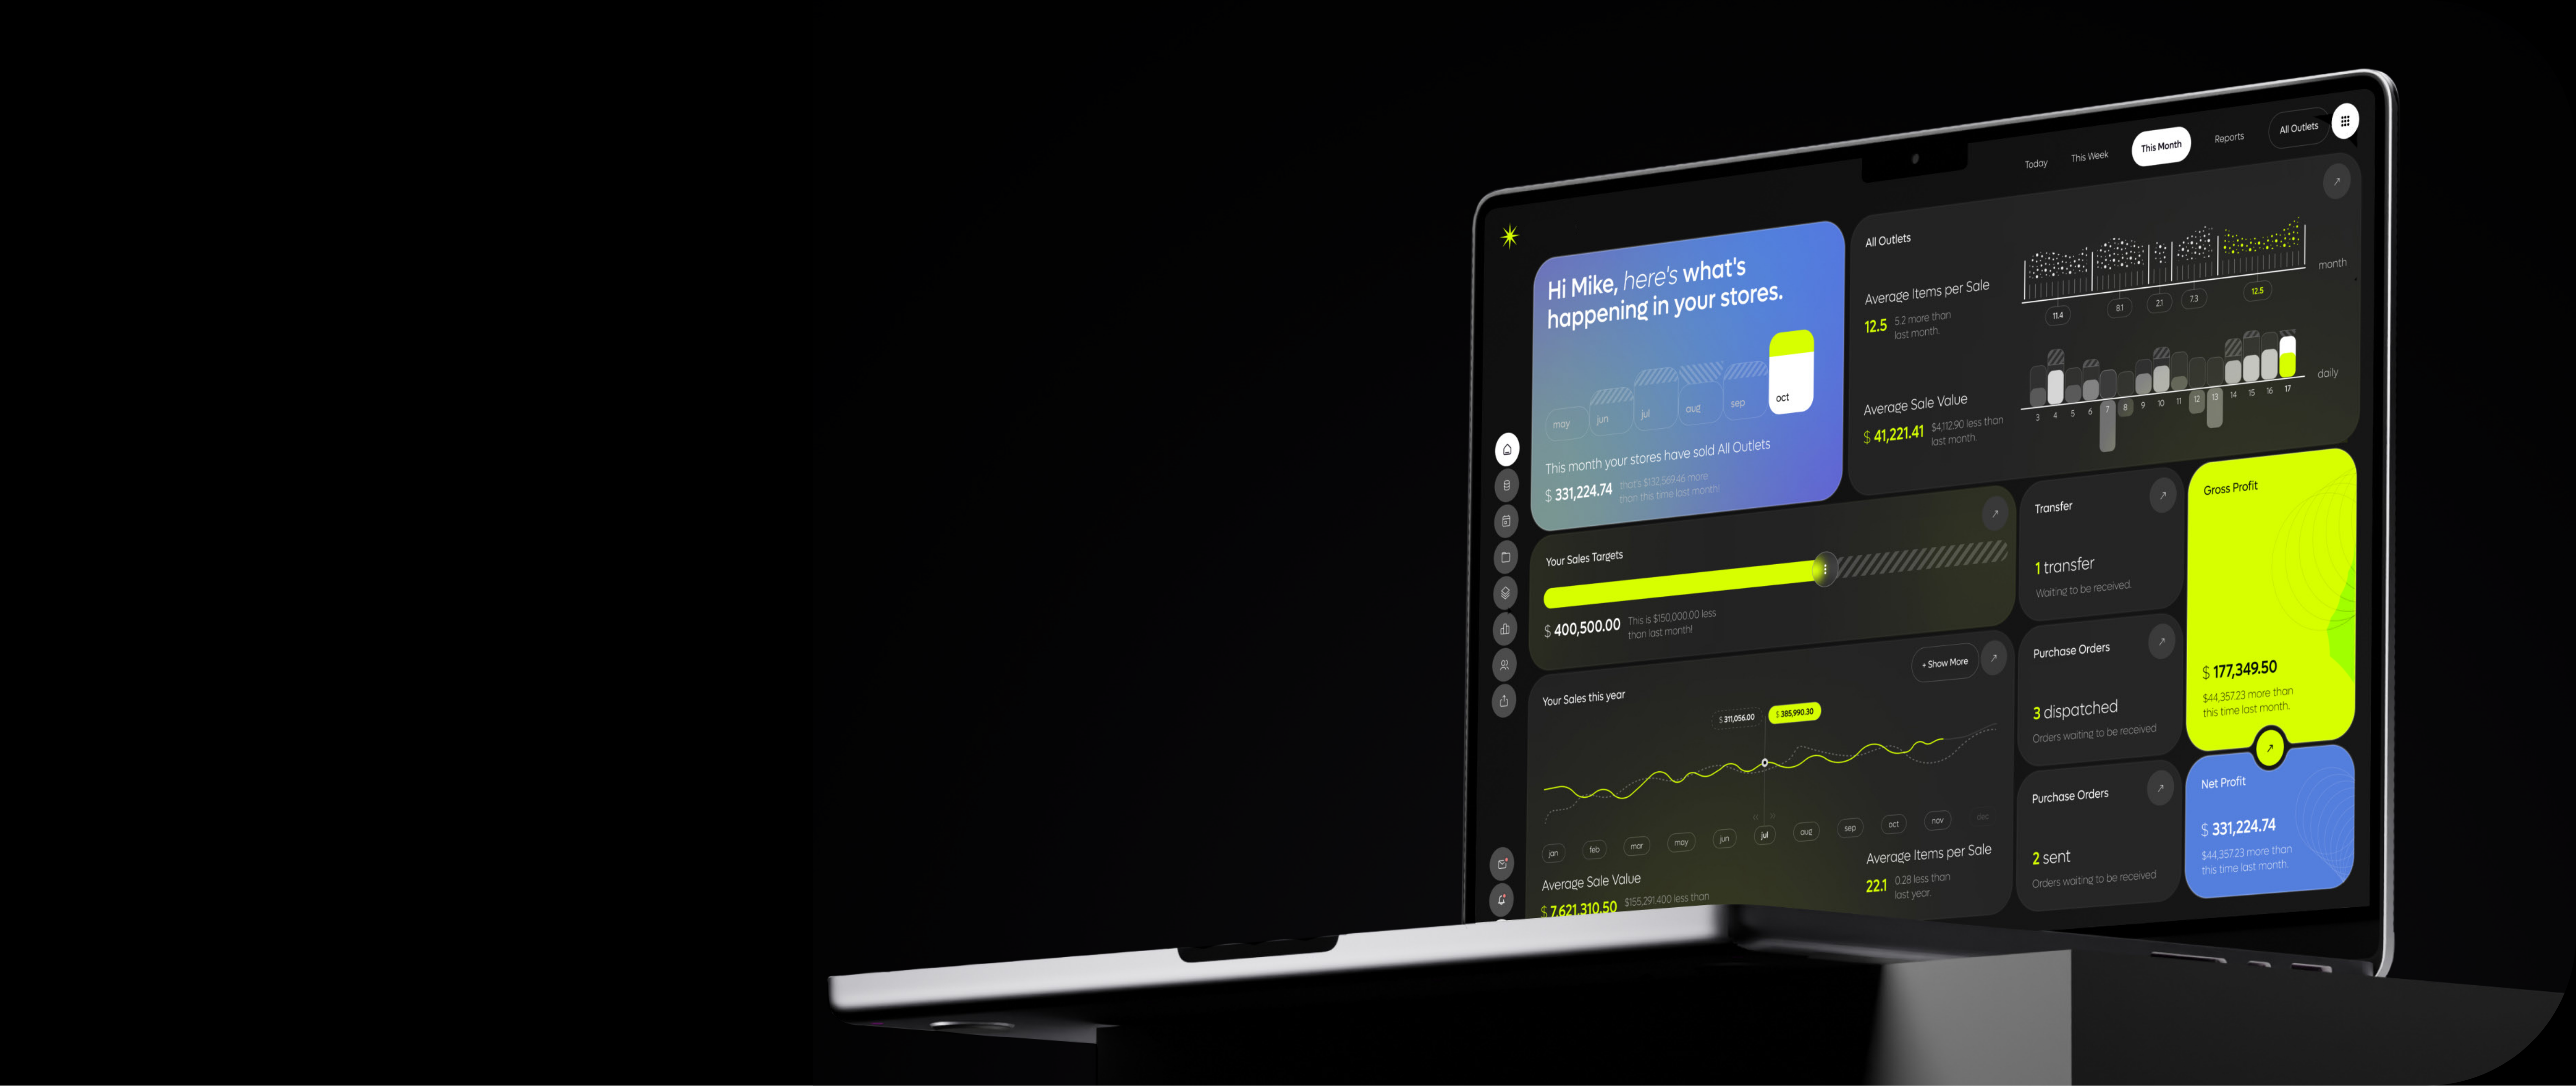 Today
This Week
This Month
Reports
All Outlets
Hi Mike, here's what's
happening in your stores.
may
jun
jul
aug
sep
oct
This month your stores have sold All Outlets
$ 331,224.74
that's $132,569.46 more
than this time last month!
All Outlets
Average Items per Sale
12.5
5.2 more than
last month.
month
11.4
8.1
2.1
7.3
12.5
Average Sale Value
$ 41,221.41
$4,112.90 less than
last month.
daily
3 4 5 6 7 8 9 10 11 12 13 14 15 16 17
Your Sales Targets
$ 400,500.00
This is $150,000.00 less
than last month!
Transfer
1 transfer
Waiting to be received.
Gross Profit
$ 177,349.50
$44,357.23 more than
this time last month.
Your Sales this year
+ Show More
$ 311,056.00
$ 385,990.30
jan
feb
mar
may
jun
jul
aug
sep
oct
nov
dec
Average Sale Value
$ 7,621,310.50
$155,291.400 less than
Average Items per Sale
22.1
0.28 less than
last year.
Purchase Orders
3 dispatched
Orders waiting to be received
Purchase Orders
2 sent
Orders waiting to be received
Net Profit
$ 331,224.74
$44,357.23 more than
this time last month.